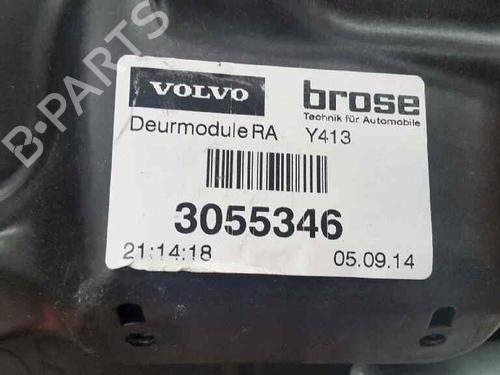 VOLVO
brose
Technik für Automobile
Deurmodule RA Y413
3055346
21:14:18 05.09.14
B-PARTS